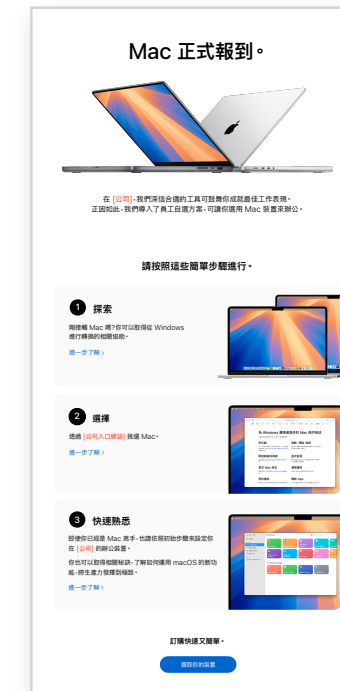 Mac 正式報到。
在 [公司],我們深信合適的工具可鼓舞你成就最佳工作表現。
正因如此,我們導入了員工自選方案,可讓你選用 Mac 裝置來辦公。
請按照這些簡單步驟進行。
1 探索
剛接觸 Mac 嗎?你可以取得從 Windows
進行轉換的相關協助。
進一步了解 >
2 選擇
透過 [公司入口網站] 挑選 Mac。
進一步了解 >
3 快速熟悉
即使你已經是 Mac 高手,也請依照初始步驟來設定你
在 [公司] 的辦公裝置。
你也可以取得相關祕訣,了解如何運用 macOS 的新功
能,將生產力發揮到極致。
進一步了解 >
訂購快速又簡單。
選取你的裝置